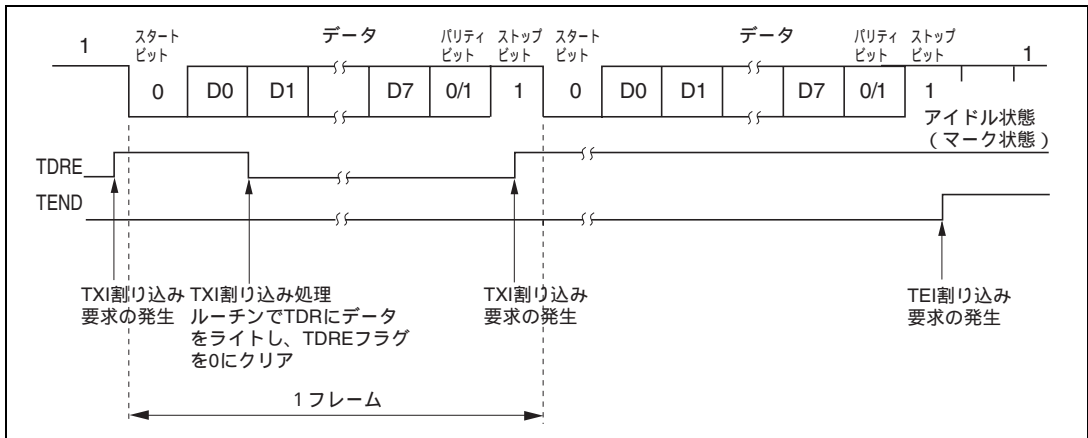 1
スタート
ビット
データ
パリティ
ビット
ストップ
ビット
スタート
ビット
データ
パリティ
ビット
ストップ
ビット
1
0 D0 D1 D7 0/1 1 0 D0 D1 D7 0/1 1
アイドル状態
(マーク状態)
TDRE
TEND
TXI割り込み
要求の発生
TXI割り込み処理
ルーチンでTDRにデータ
をライトし、TDREフラグ
を0にクリア
TXI割り込み
要求の発生
TEI割り込み
要求の発生
1フレーム